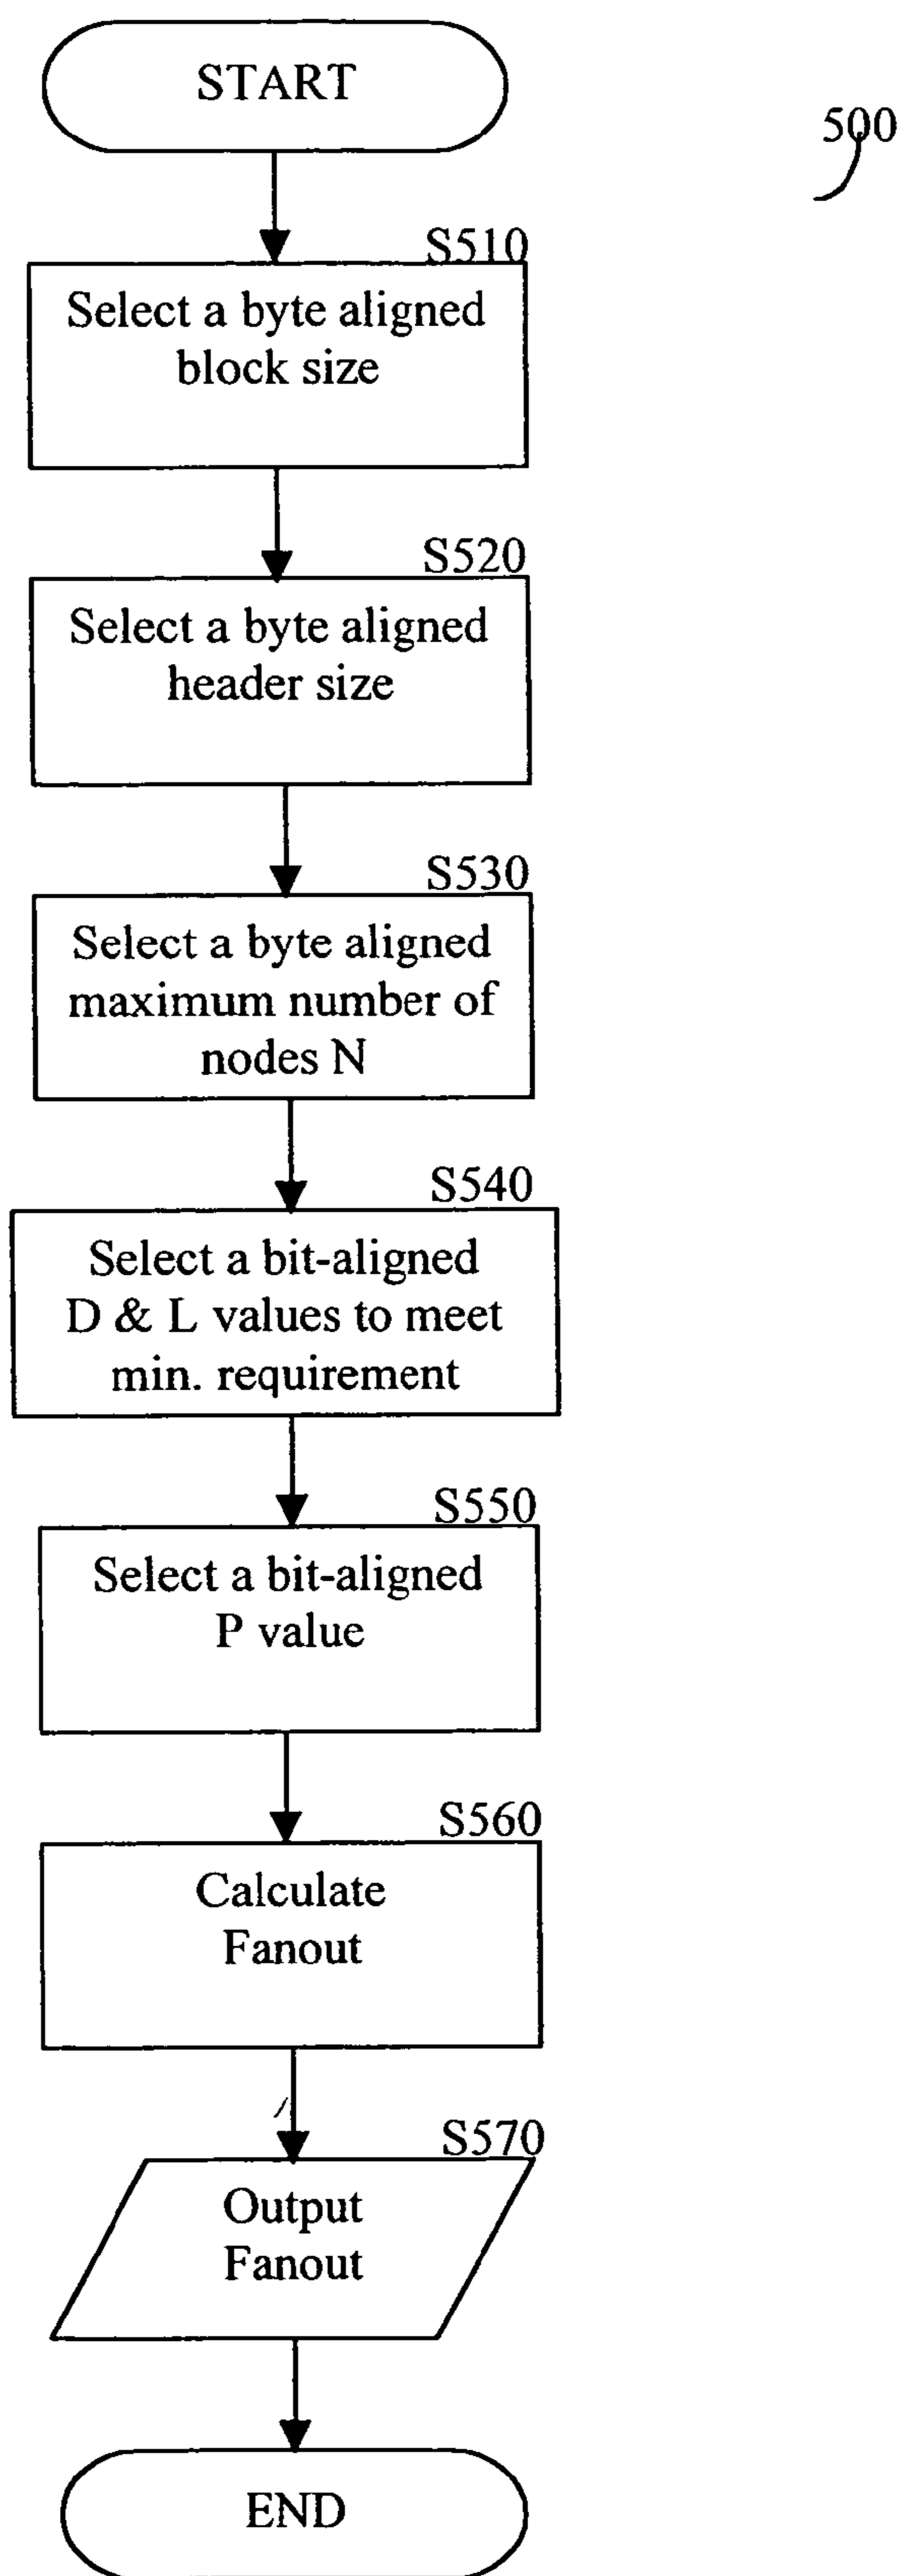 START
500
S510
Select a byte aligned
block size
S520
Select a byte aligned
header size
S530
Select a byte aligned
maximum number of
nodes N
S540
Select a bit-aligned
D & L values to meet
min. requirement
S550
Select a bit-aligned
P value
S560
Calculate
Fanout
S570
Output
Fanout
END